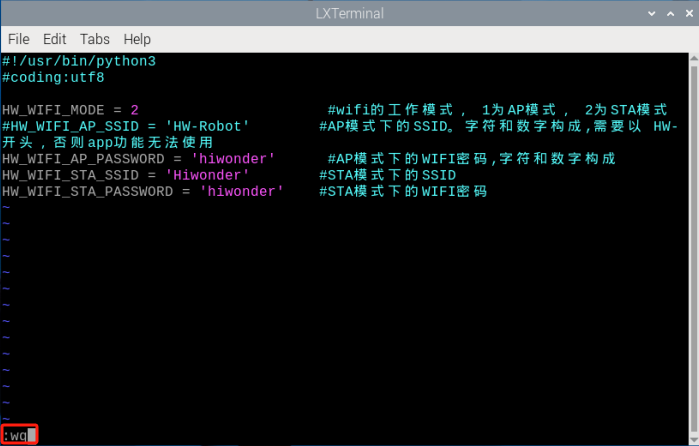 LXTerminal
File Edit Tabs Help
#!/usr/bin/python3
#coding:utf8
HW_WIFI_MODE = 2 #wifi的工作模式, 1为AP模式, 2为STA模式
#HW_WIFI_AP_SSID = 'HW-Robot' #AP模式下的SSID。字符和数字构成,需要以 HW-
开头,否则app功能无法使用
HW_WIFI_AP_PASSWORD = 'hiwonder' #AP模式下的WIFI密码,字符和数字构成
HW_WIFI_STA_SSID = 'Hiwonder' #STA模式下的SSID
HW_WIFI_STA_PASSWORD = 'hiwonder' #STA模式下的WIFI密码
~
~
~
~
~
~
~
~
~
~
~
~
~
~
:wq